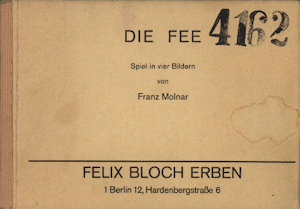 DIE FEE 4162
Spiel in vier Bildern
von
Franz Molnar
FELIX BLOCH ERBEN
1 Berlin 12, Hardenbergstraße 6